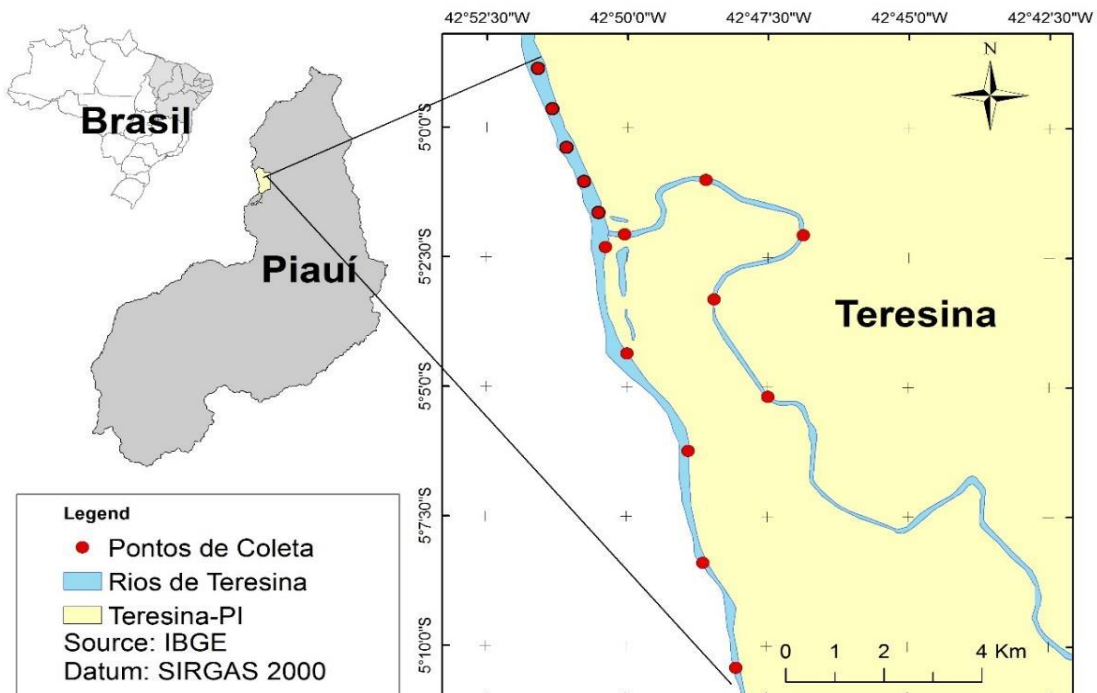 Brasil
Piauí
42°52'30"W 42°50'0"W 42°47'30"W 42°45'0"W 42°42'30"W
N
5°0'0"S
5°2'30"S
5°5'0"S
5°7'30"S
5°10'0"S
Teresina
0 1 2 4 Km
Legend
Pontos de Coleta
Rios de Teresina
Teresina-PI
Source: IBGE
Datum: SIRGAS 2000